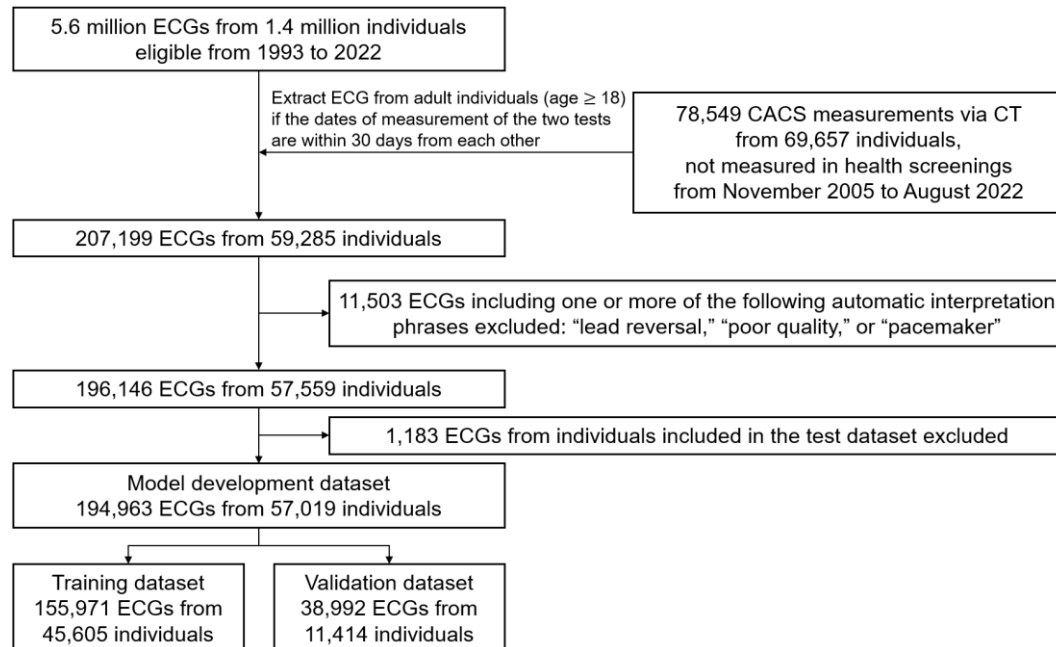 5.6 million ECGs from 1.4 million individuals
eligible from 1993 to 2022
Extract ECG from adult individuals (age ≥ 18)
if the dates of measurement of the two tests
are within 30 days from each other
78,549 CACS measurements via CT
from 69,657 individuals,
not measured in health screenings
from November 2005 to August 2022
207,199 ECGs from 59,285 individuals
11,503 ECGs including one or more of the following automatic interpretation
phrases excluded: “lead reversal,” “poor quality,” or “pacemaker”
196,146 ECGs from 57,559 individuals
1,183 ECGs from individuals included in the test dataset excluded
Model development dataset
194,963 ECGs from 57,019 individuals
Training dataset
155,971 ECGs from
45,605 individuals
Validation dataset
38,992 ECGs from
11,414 individuals